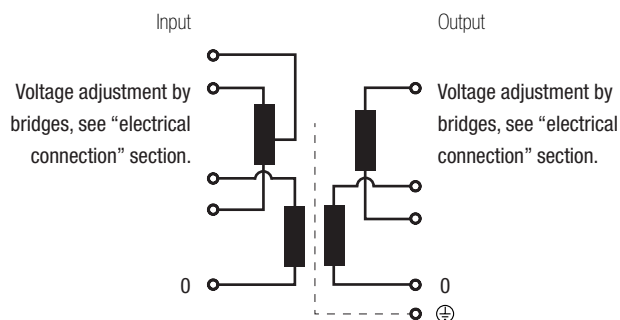 Input
Output
Voltage adjustment by
bridges, see “electrical
connection” section.
Voltage adjustment by
bridges, see “electrical
connection” section.
0
0